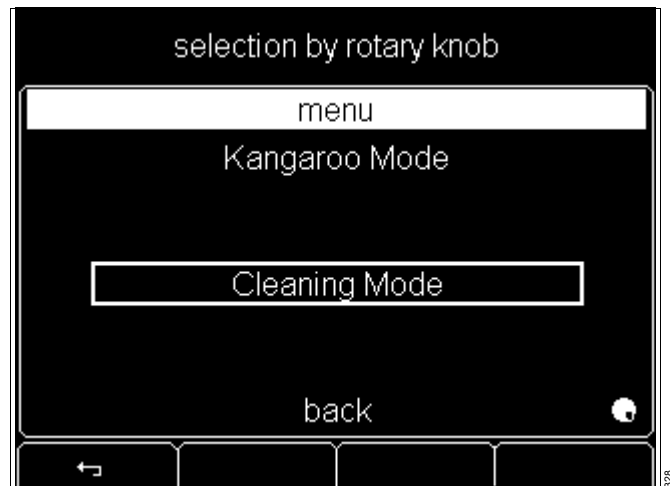 selection by rotary knob
menu
Kangaroo Mode
Cleaning Mode
back